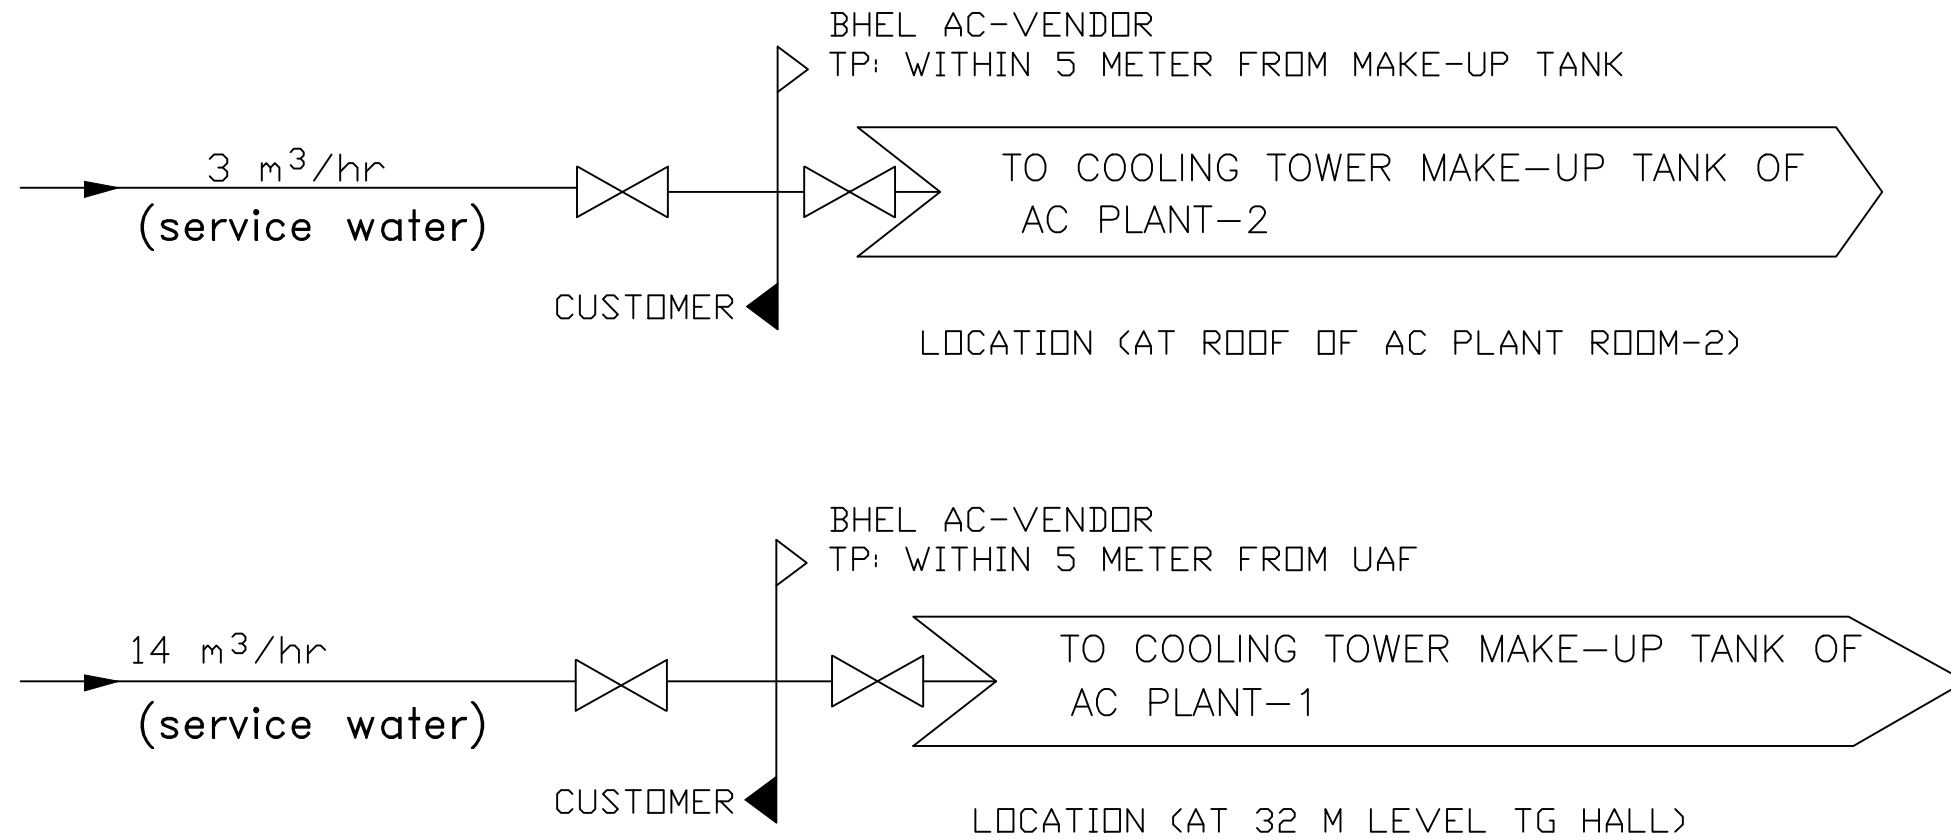 BHEL AC-VENDOR
TP: WITHIN 5 METER FROM MAKE-UP TANK
3 m³/hr
(service water)
TO COOLING TOWER MAKE-UP TANK OF
AC PLANT-2
CUSTOMER
LOCATION (AT ROOF OF AC PLANT ROOM-2)
BHEL AC-VENDOR
TP: WITHIN 5 METER FROM UAF
14 m³/hr
(service water)
TO COOLING TOWER MAKE-UP TANK OF
AC PLANT-1
CUSTOMER
LOCATION (AT 32 M LEVEL TG HALL)